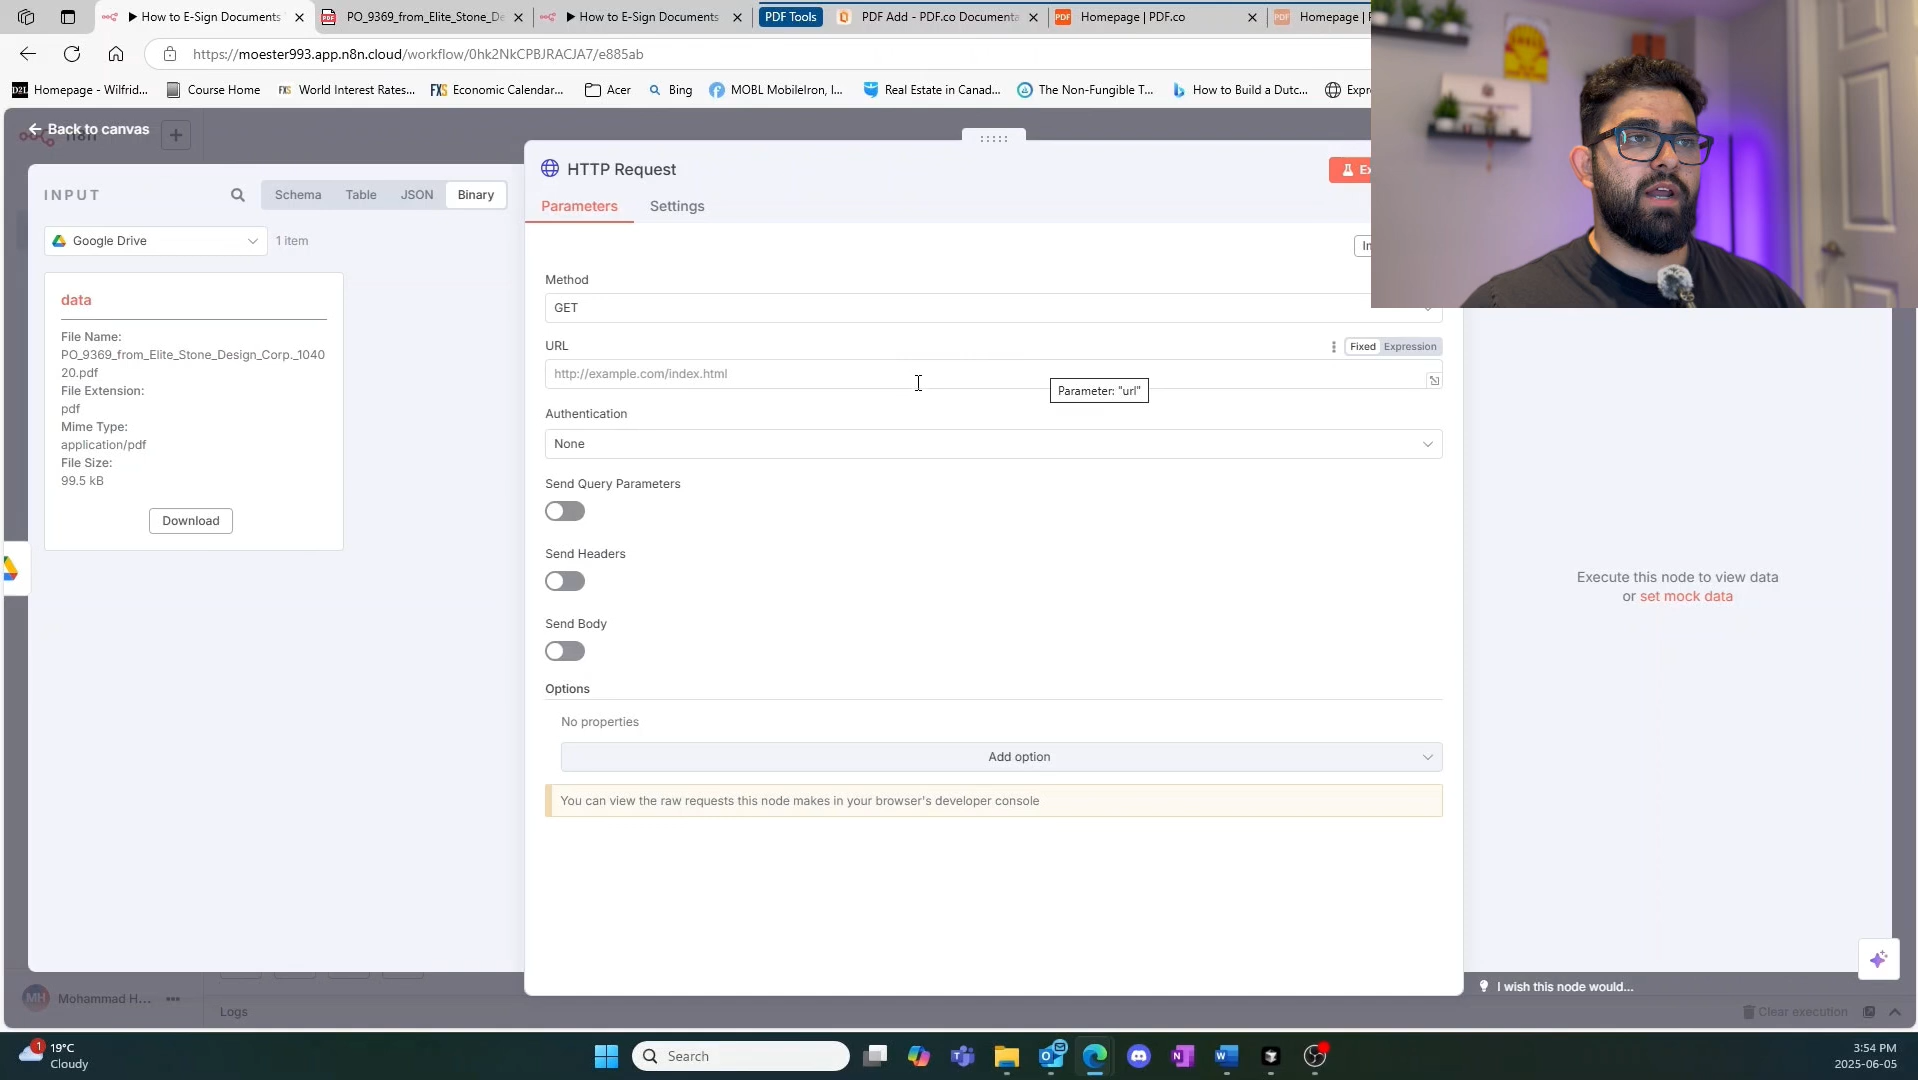 How to E-Sign Documents
PO_9369_from_Elite_Stone_De
How to E-Sign Documents
PDF Tools
PDF Add - PDF.co Documenta
Homepage | PDF.co
Homepage | F
https://moester993.app.n8n.cloud/workflow/0hk2NkCPBJRACJA7/e885ab
Homepage - Wilfrid...
Course Home
World Interest Rates...
Economic Calendar...
Acer
Bing
MOBL MobileIron, I...
Real Estate in Canad...
The Non-Fungible T...
How to Build a Dutc...
Expr
Back to canvas
INPUT
Schema
Table
JSON
Binary
Google Drive
1 item
data
File Name:
PO_9369_from_Elite_Stone_Design_Corp._1040
20.pdf
File Extension:
pdf
Mime Type:
application/pdf
File Size:
99.5 kB
Download
HTTP Request
Ex
Parameters
Settings
Method
GET
URL
Fixed
Expression
http://example.com/index.html
Parameter: "url"
Authentication
None
Send Query Parameters
Send Headers
Send Body
Options
No properties
Add option
You can view the raw requests this node makes in your browser's developer console
Execute this node to view data
or set mock data
I wish this node would...
MH
Mohammad H...
Logs
Clear execution
1
19°C
Cloudy
Search
3:54 PM
2025-06-05